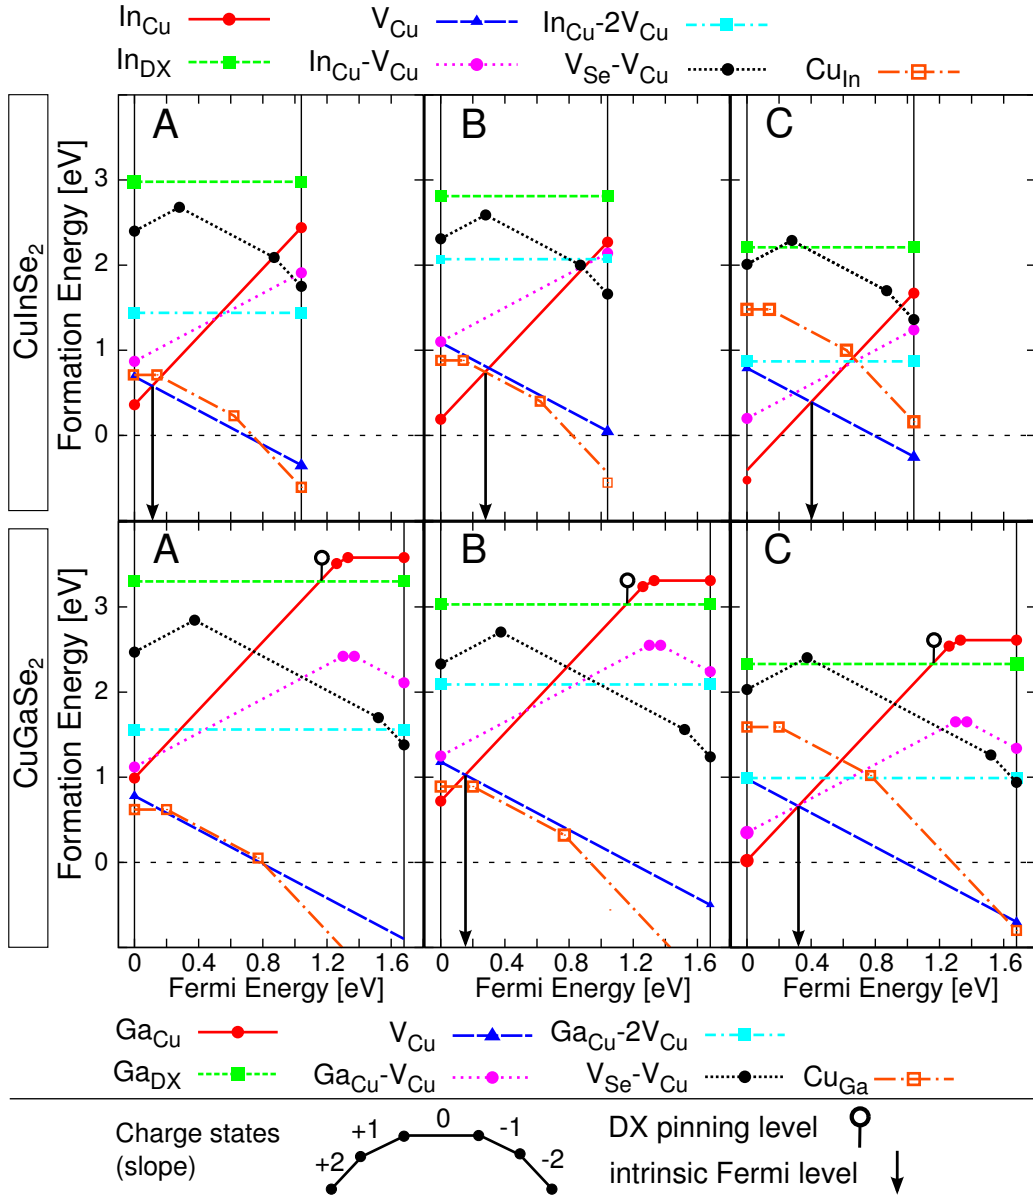 In_Cu V_Cu In_Cu-2V_Cu
In_DX In_Cu-V_Cu V_Se-V_Cu Cu_In
CuInSe₂
Formation Energy [eV]
A B C
3
2
1
0
CuGaSe₂
Formation Energy [eV]
A B C
3
2
1
0
0 0.4 0.8 1.2 1.6 0 0.4 0.8 1.2 1.6 0 0.4 0.8 1.2 1.6
Fermi Energy [eV] Fermi Energy [eV] Fermi Energy [eV]
Ga_Cu V_Cu Ga_Cu-2V_Cu
Ga_DX Ga_Cu-V_Cu V_Se-V_Cu Cu_Ga
Charge states
(slope)
+2 +1 0 -1 -2
DX pinning level
intrinsic Fermi level